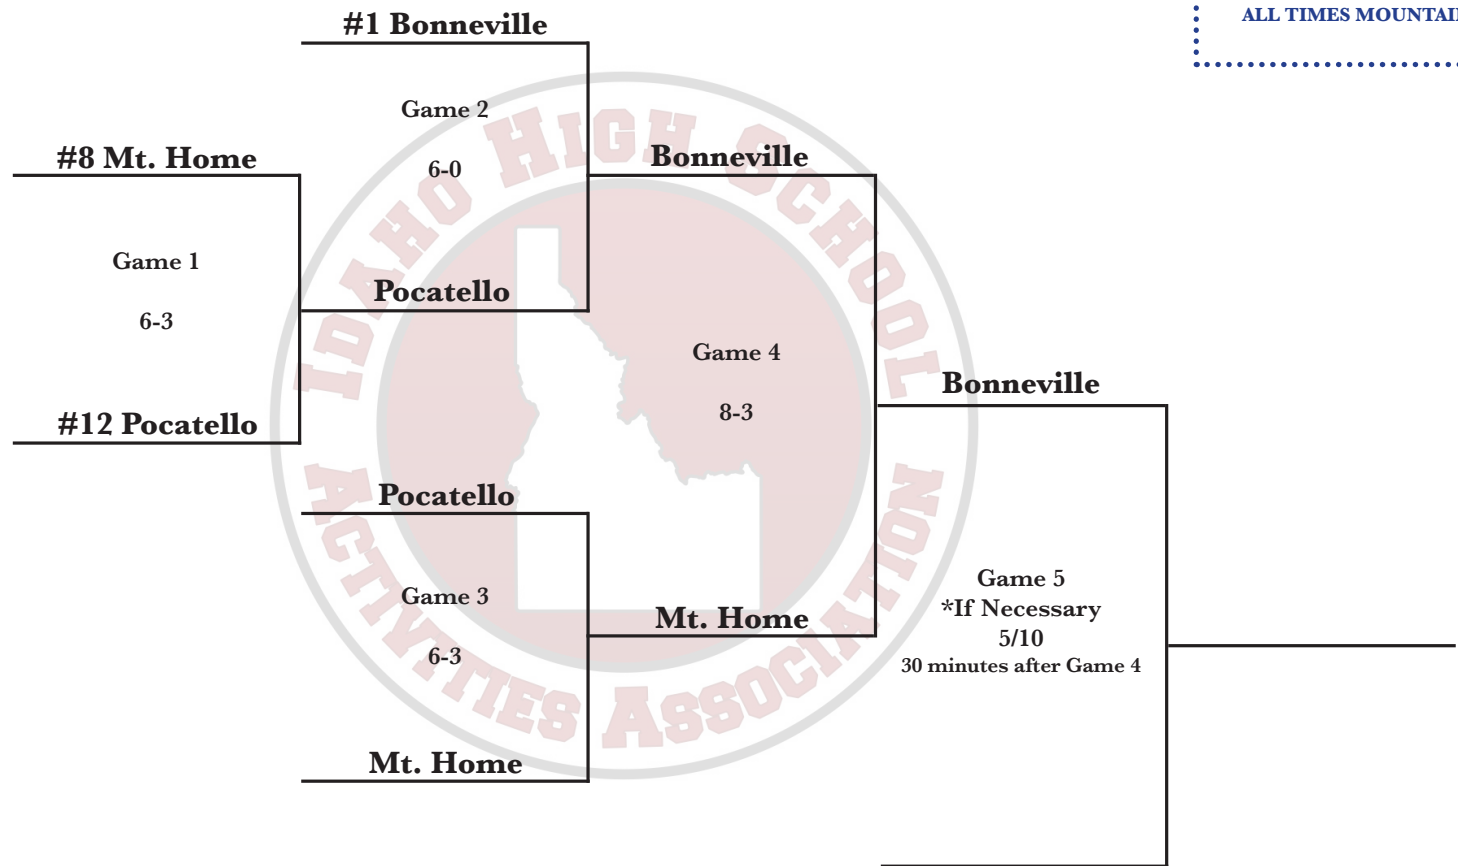 ALL TIMES MOUNTAI
#1 Bonneville
Game 2
6-0
#8 Mt. Home
Bonneville
Game 1
6-3
Pocatello
#12 Pocatello
Game 4
8-3
Bonneville
Pocatello
Game 3
6-3
Mt. Home
Mt. Home
Game 5
*If Necessary
5/10
30 minutes after Game 4
IDAHO HIGH SCHOOL
ACTIVITIES ASSOCIATION